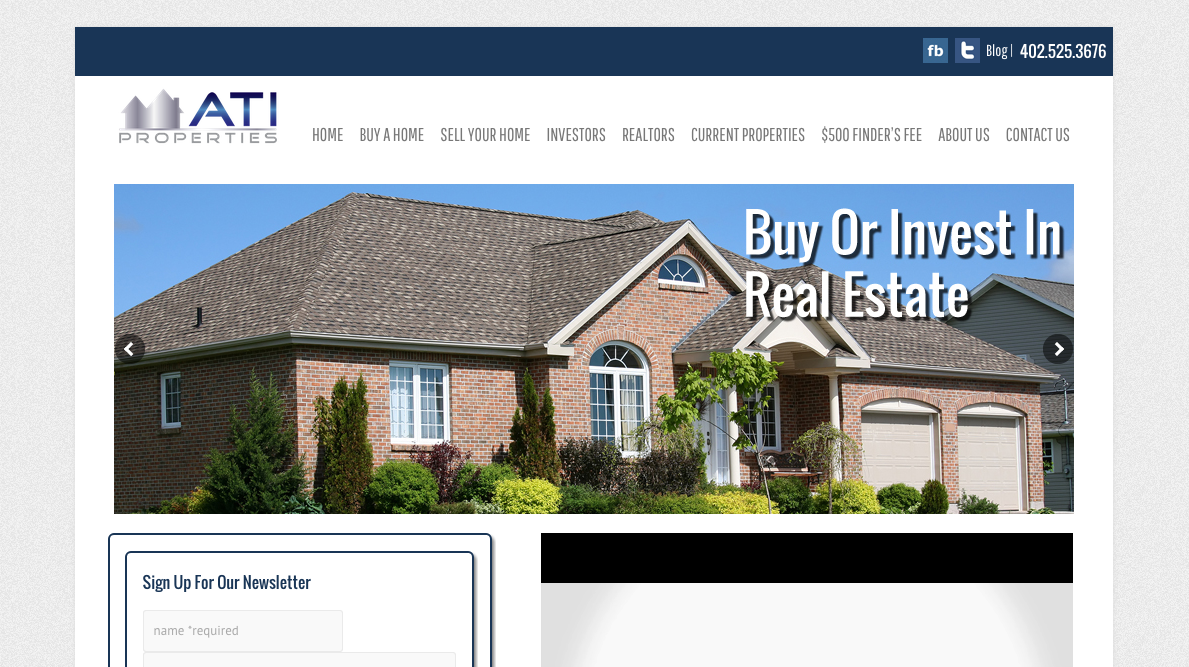 fb t Blog | 402.525.3676
ATI
PROPERTIES
HOME BUY A HOME SELL YOUR HOME INVESTORS REALTORS CURRENT PROPERTIES $500 FINDER'S FEE ABOUT US CONTACT US
Buy Or Invest In
Real Estate
Sign Up For Our Newsletter
name *required